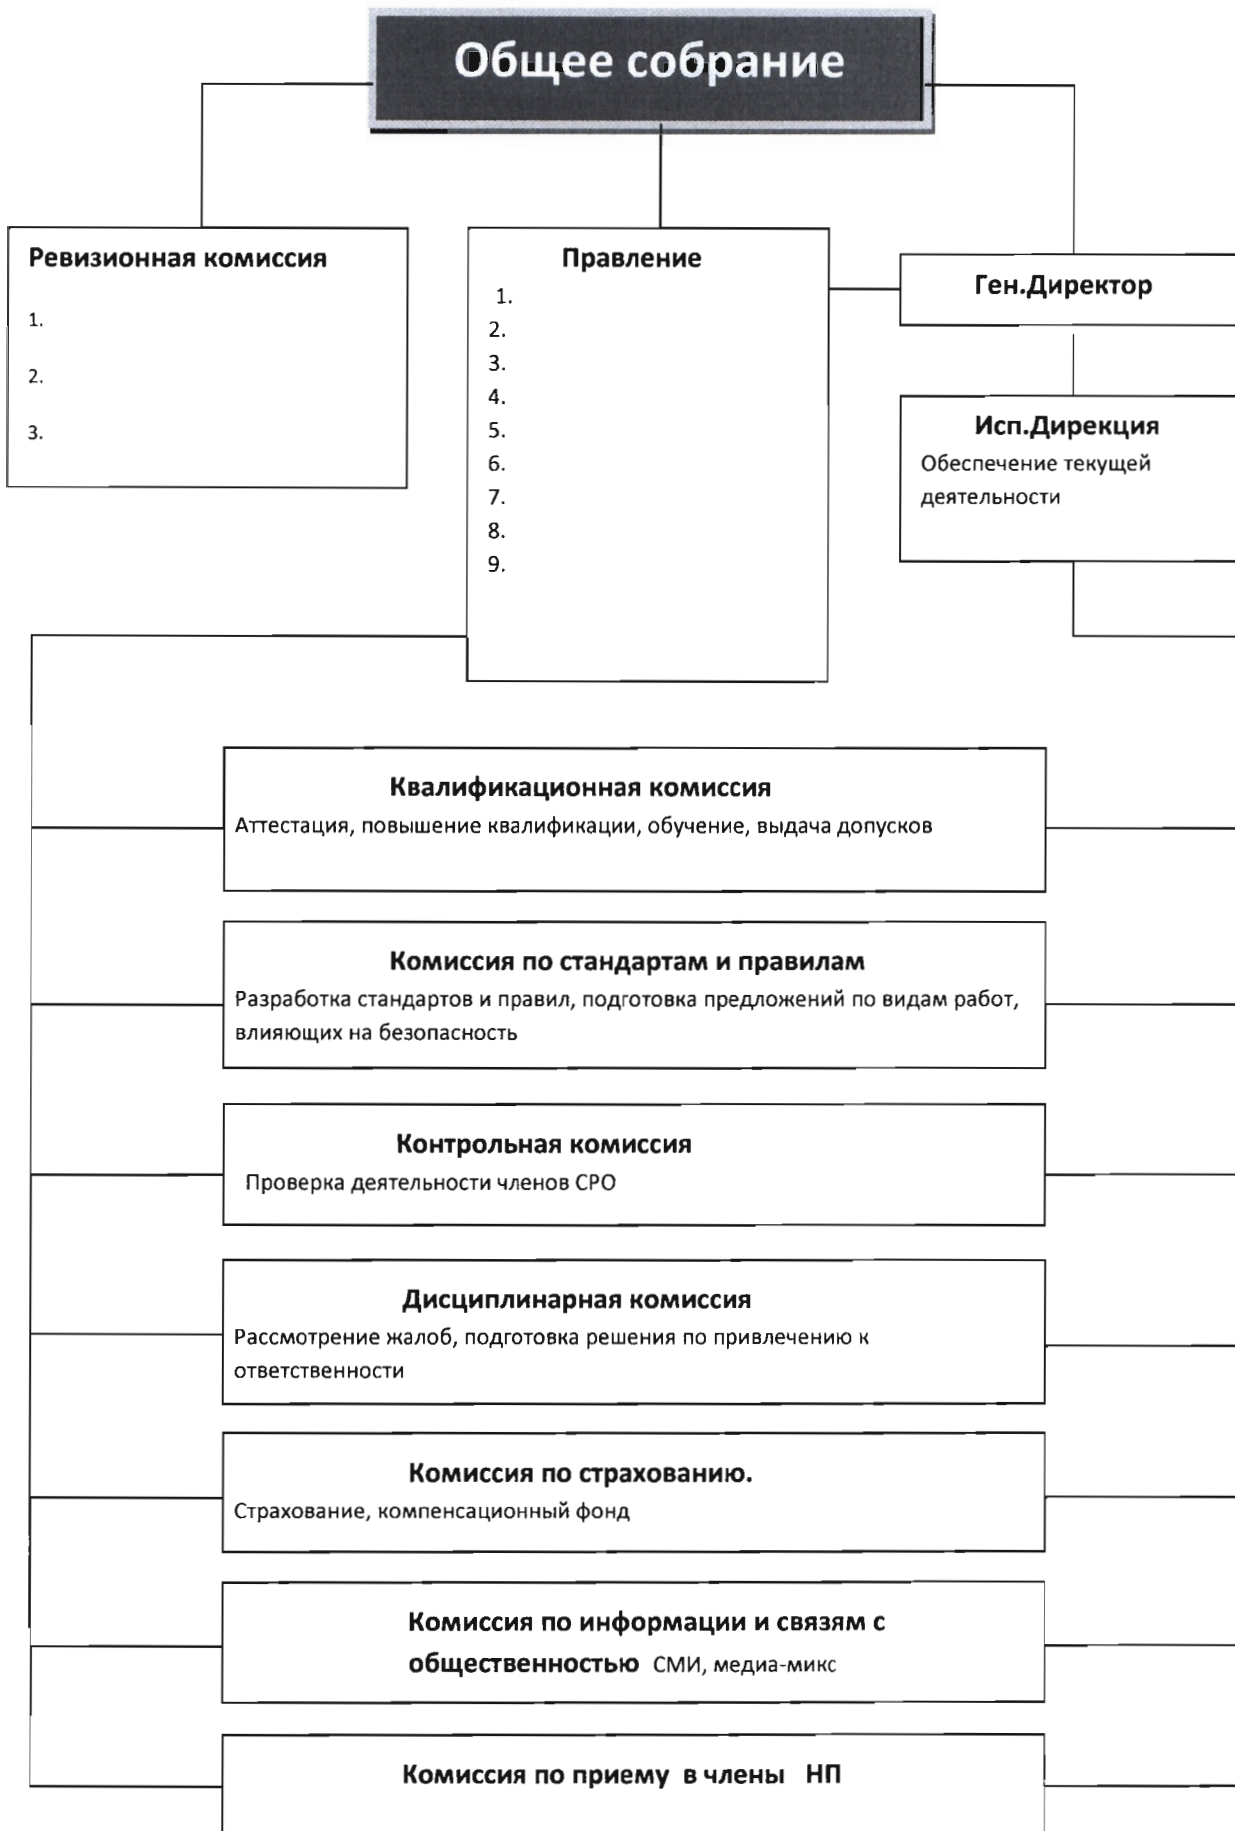 Общее собрание
Ревизионная комиссия
1.
2.
3.
Правление
1.
2.
3.
4.
5.
6.
7.
8.
9.
Ген.Директор
Исп.Дирекция
Обеспечение текущей
деятельности
Квалификационная комиссия
Аттестация, повышение квалификации, обучение, выдача допусков
Комиссия по стандартам и правилам
Разработка стандартов и правил, подготовка предложений по видам работ,
влияющих на безопасность
Контрольная комиссия
Проверка деятельности членов СРО
Дисциплинарная комиссия
Рассмотрение жалоб, подготовка решения по привлечению к
ответственности
Комиссия по страхованию.
Страхование, компенсационный фонд
Комиссия по информации и связям с
общественностью СМИ, медиа-микс
Комиссия по приему в члены НП